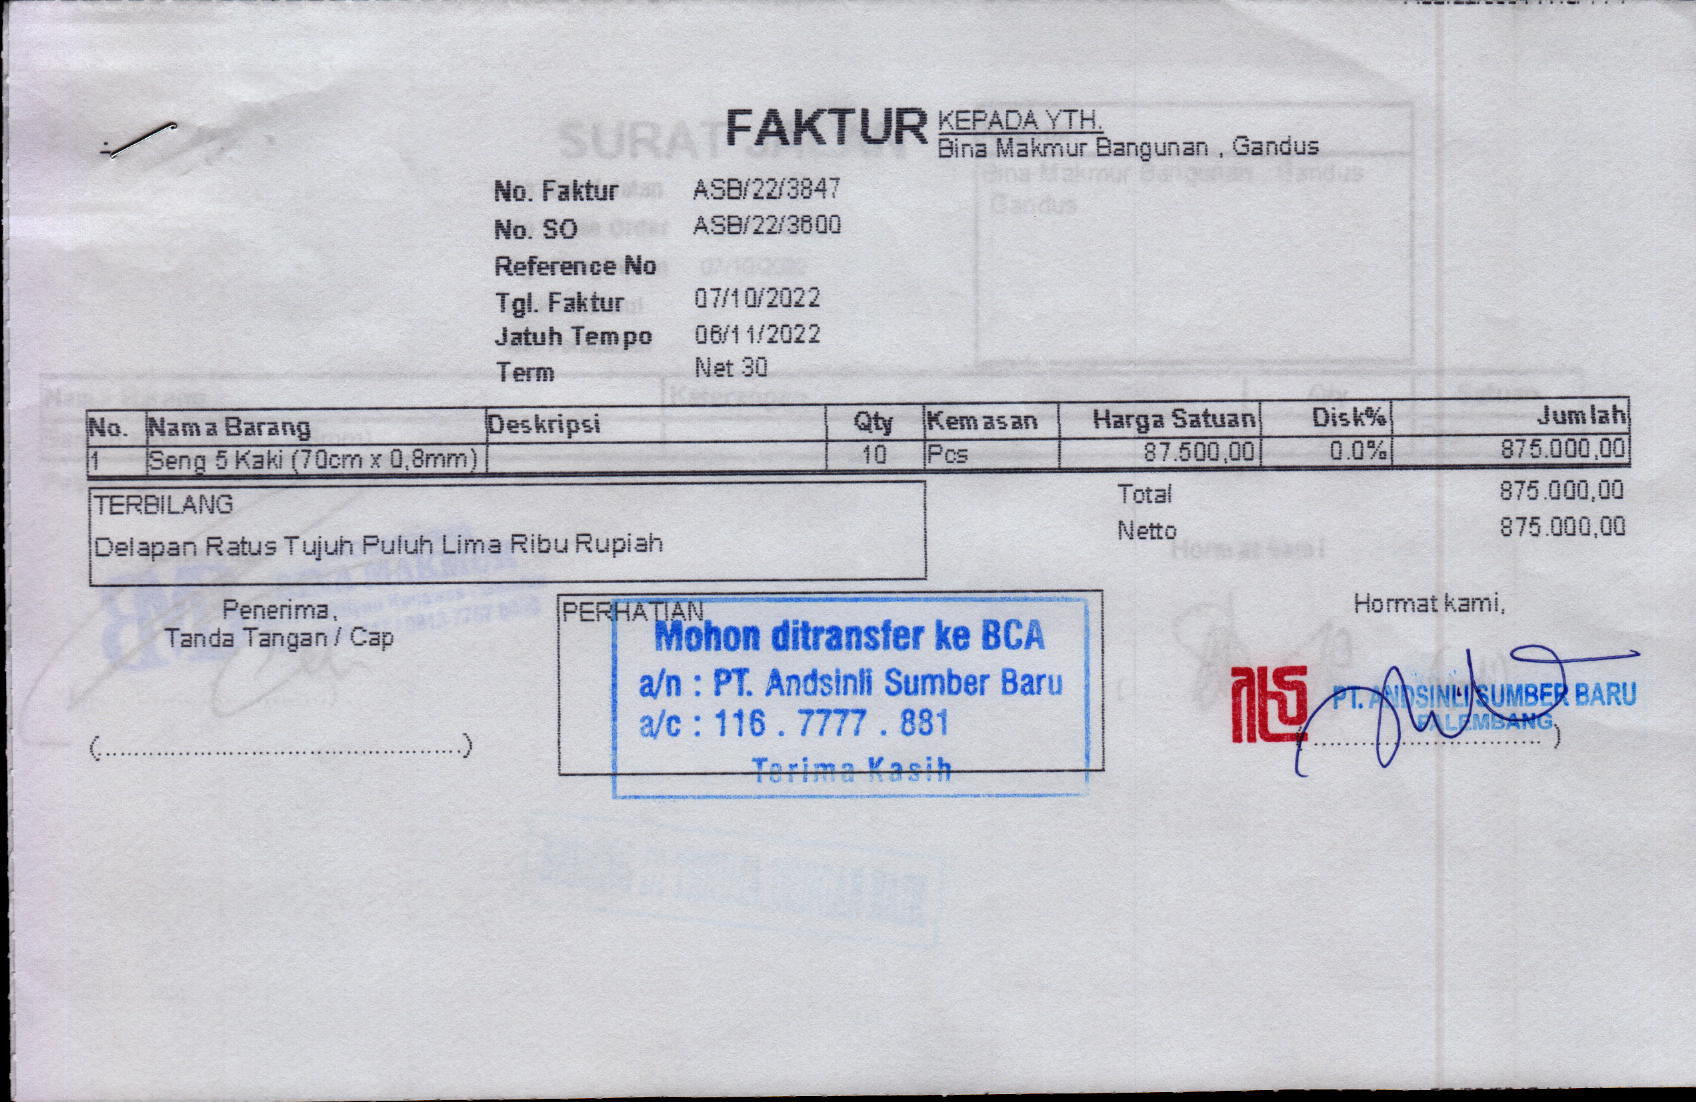 FAKTUR
KEPADA YTH.
Bina Makmur Bangunan , Gandus
No. Faktur ASB/22/3847
No. SO ASB/22/3600
Reference No
Tgl. Faktur 07/10/2022
Jatuh Tempo 06/11/2022
Term Net 30
No. Nama Barang Deskripsi Qty Kemasan Harga Satuan Disk% Jumlah
1 Seng 5 Kaki (70cm x 0,8mm) 10 Pcs 87.500,00 0.0% 875.000,00
TERBILANG
Delapan Ratus Tujuh Puluh Lima Ribu Rupiah
Total 875.000,00
Netto 875.000,00
Penerima,
Tanda Tangan / Cap
(............................................)
PERHATIAN
Mohon ditransfer ke BCA
a/n : PT. Andsinli Sumber Baru
a/c : 116 . 7777 . 881
Terima Kasih
Hormat kami,
PT. ANDSINLI SUMBER BARU
PALEMBANG
(............................)